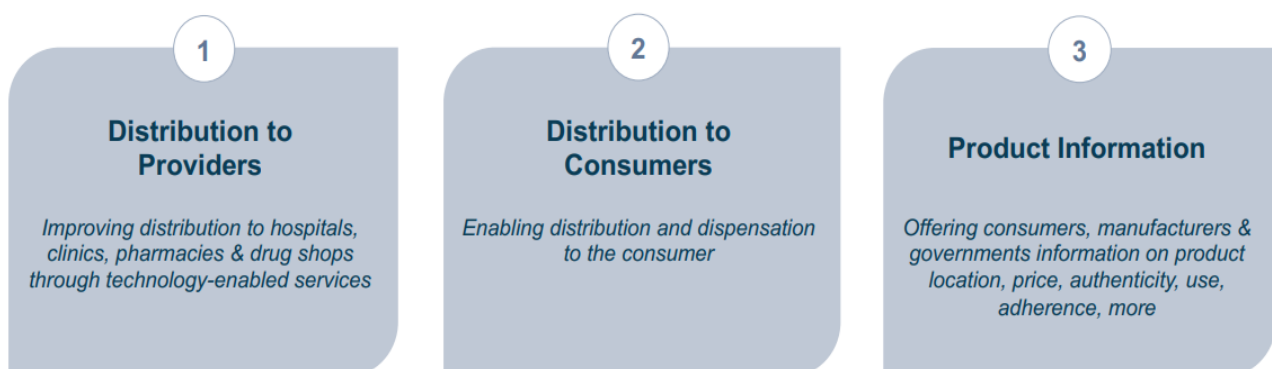 1
Distribution to
Providers
Improving distribution to hospitals,
clinics, pharmacies & drug shops
through technology-enabled services
2
Distribution to
Consumers
Enabling distribution and dispensation
to the consumer
3
Product Information
Offering consumers, manufacturers &
governments information on product
location, price, authenticity, use,
adherence, more